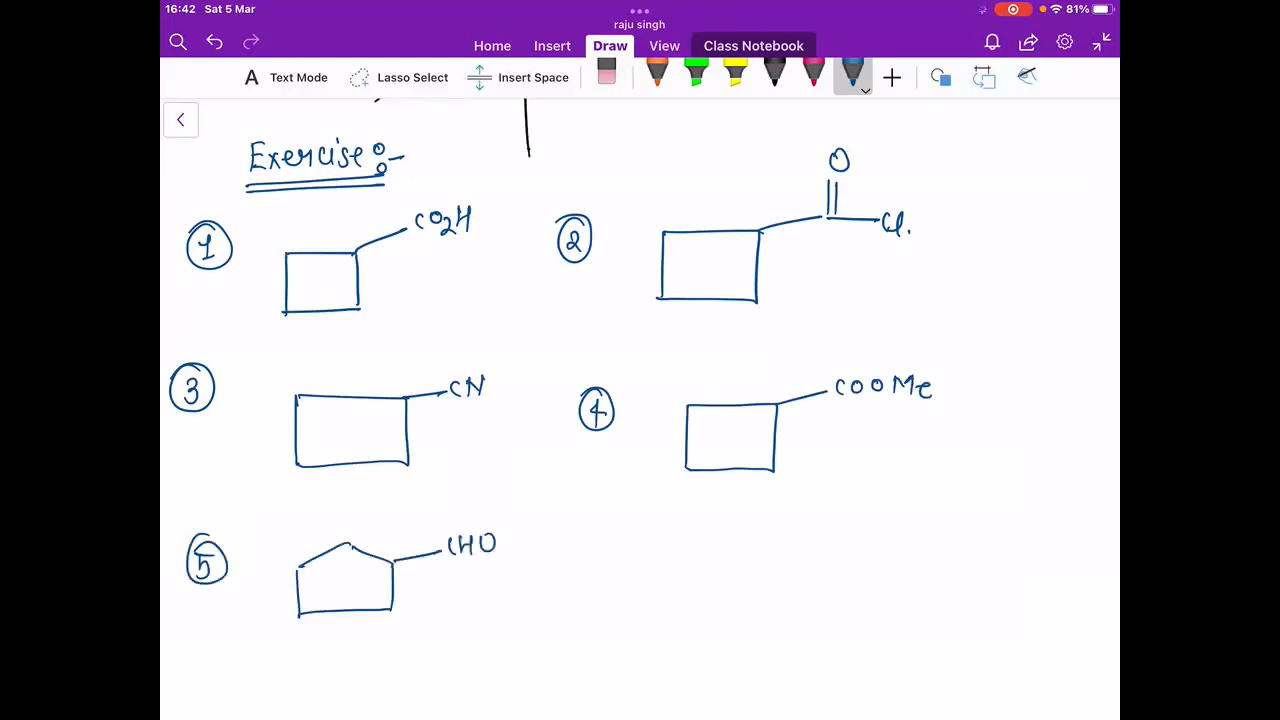 16:42 Sat 5 Mar
81%
raju singh
Home Insert Draw View Class Notebook
A Text Mode Lasso Select Insert Space
Exercise :-
O
1 CO2H 2 Cl.
3 CN 4 COOMe
5 CHO